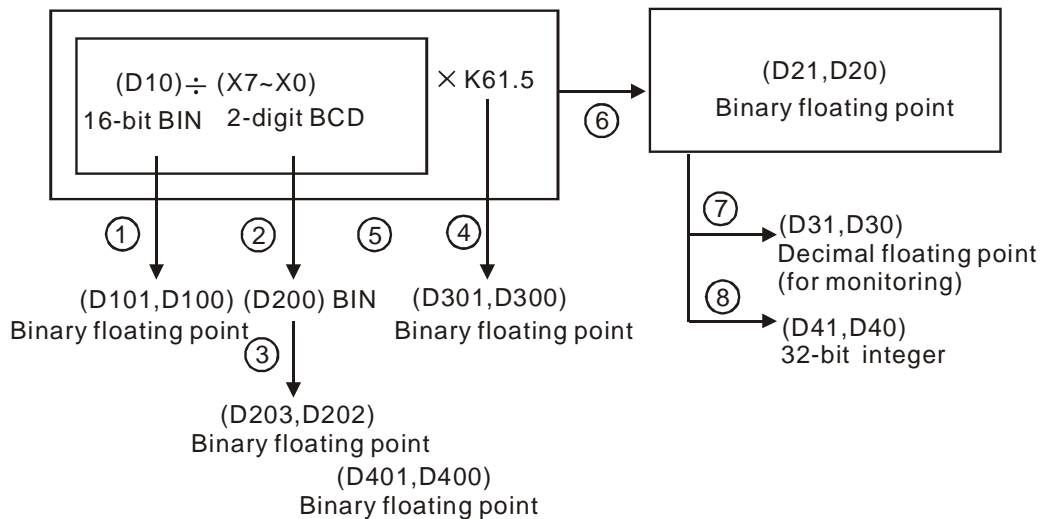 (D10) ÷ (X7~X0)
16-bit BIN 2-digit BCD
× K61.5
6
(D21,D20)
Binary floating point
1
2
5
4
(D101,D100)
Binary floating point
(D200) BIN
(D301,D300)
Binary floating point
3
(D203,D202)
Binary floating point
(D401,D400)
Binary floating point
7
(D31,D30)
Decimal floating point
(for monitoring)
8
(D41,D40)
32-bit integer